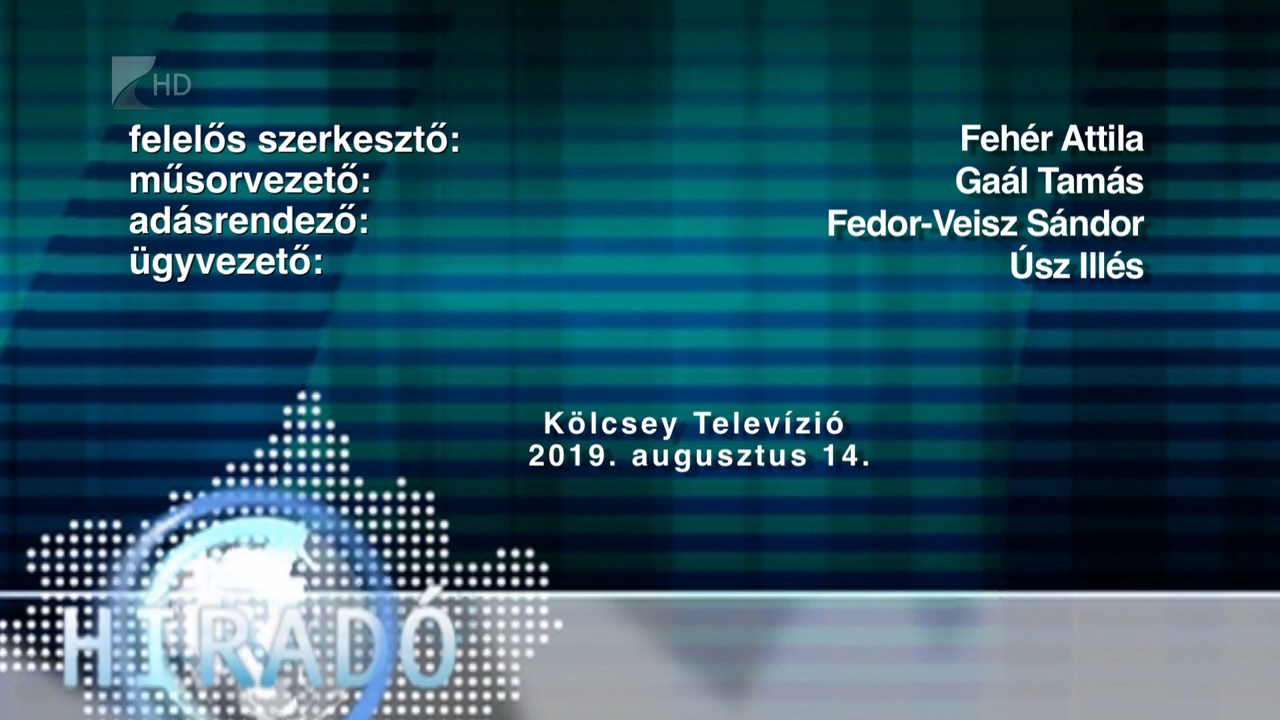 HD
felelős szerkesztő: Fehér Attila
műsorvezető: Gaál Tamás
adásrendező: Fedor-Veisz Sándor
ügyvezető: Úsz Illés
Kölcsey Televízió
2019. augusztus 14.
HÍRADÓ